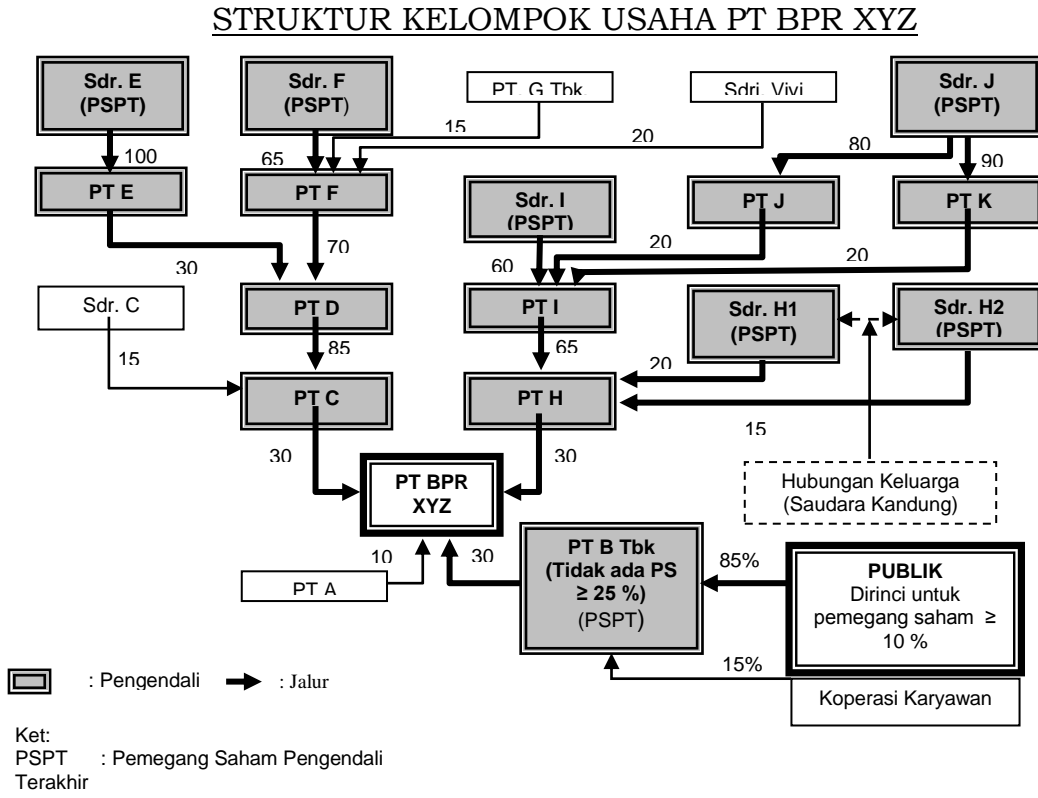 STRUKTUR KELOMPOK USAHA PT BPR XYZ
Sdr. E
(PSPT)
Sdr. F
(PSPT)
PT. G Tbk
Sdri. Vivi
Sdr. J
(PSPT)
100
65
15
20
80
90
PT E
PT F
Sdr. I
(PSPT)
PT J
PT K
30
70
60
20
20
Sdr. C
PT D
PT I
Sdr. H1
(PSPT)
Sdr. H2
(PSPT)
15
85
65
20
PT C
PT H
15
30
30
PT BPR
XYZ
Hubungan Keluarga
(Saudara Kandung)
10
30
PT A
PT B Tbk
(Tidak ada PS
≥ 25 %)
(PSPT)
85%
PUBLIK
Dirinci untuk
pemegang saham ≥
10 %
15%
Koperasi Karyawan
: Pengendali
: Jalur
Ket:
PSPT : Pemegang Saham Pengendali
Terakhir